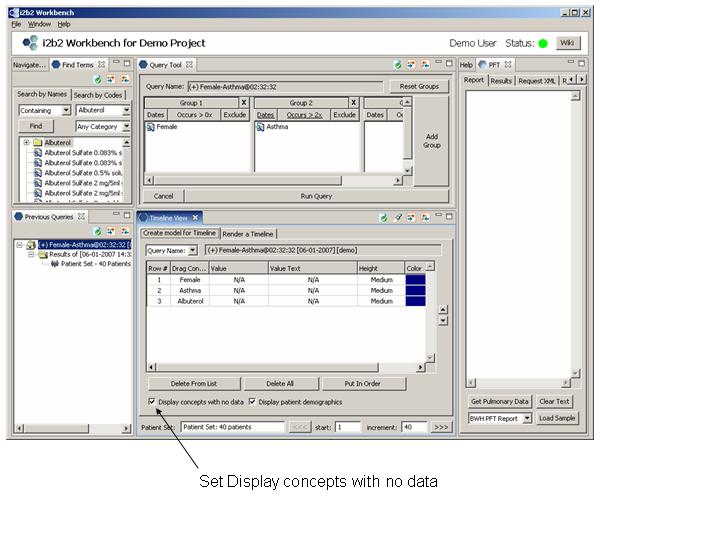 i2b2 Workbench
File Window Help
i2b2 Workbench for Demo Project
Demo User Status: Wiki
Navigate... Find Terms
Search by Names Search by Codes
Containing Albuterol
Find Any Category
Albuterol
Albuterol Sulfate 0.083% s
Albuterol Sulfate 0.083% s
Albuterol Sulfate 0.5% solu
Albuterol Sulfate 2 mg/5ml
Albuterol Sulfate 2 mg/5ml
Query Tool
Query Name: (+) Female-Asthma@02:32:32 Reset Groups
Group 1 X Group 2 X G
Dates Occurs > 0x Exclude Dates Occurs > 2x Exclude Dates Oc
Female Asthma
Add
Group
Cancel Run Query
Help PFT
Report Results Request XML R
Previous Queries
(+) Female-Asthma@02:32:32 [0
Results of [06-01-2007 14:3
Patient Set - 40 Patients
Timeline View
Create model for Timeline Render a Timeline
Query Name: (+) Female-Asthma@02:32:32 [06-01-2007] [demo]
Row # Drag Con... Value Value Text Height Color
1 Female N/A N/A Medium
2 Asthma N/A N/A Medium
3 Albuterol N/A N/A Medium
Delete From List Delete All Put In Order
Display concepts with no data Display patient demographics
Patient Set: Patient Set: 40 patients <<< start: 1 increment: 40 >>>
Get Pulmonary Data Clear Text
BWH PFT Report Load Sample
Set Display concepts with no data